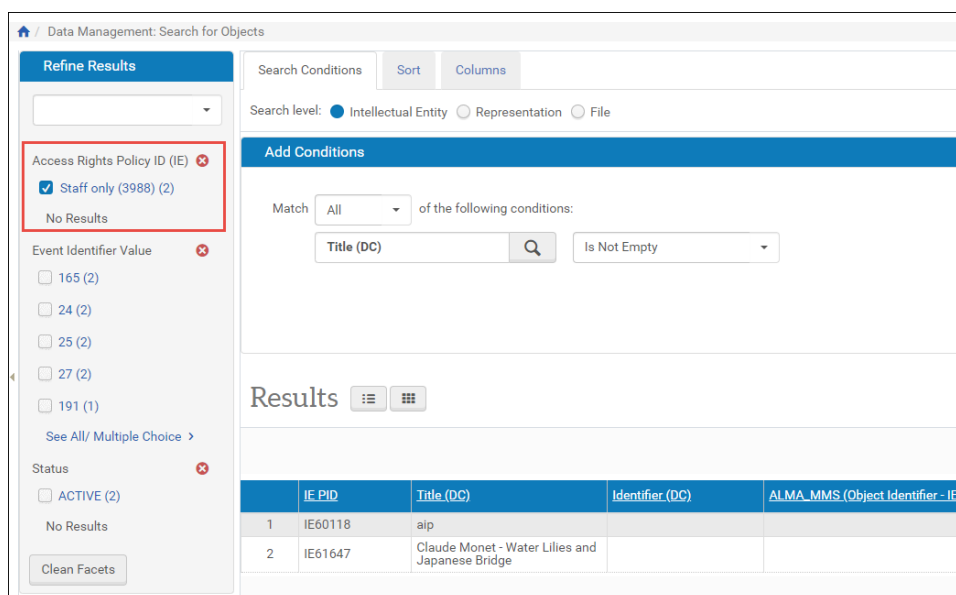 / Data Management: Search for Objects
Refine Results
Access Rights Policy ID (IE)
Staff only (3988) (2)
No Results
Event Identifier Value
165 (2)
24 (2)
25 (2)
27 (2)
191 (1)
See All/ Multiple Choice >
Status
ACTIVE (2)
No Results
Clean Facets
Search Conditions Sort Columns
Search level: Intellectual Entity Representation File
Add Conditions
Match All of the following conditions:
Title (DC) Is Not Empty
Results
IE PID Title (DC) Identifier (DC) ALMA_MMS (Object Identifier - IE
1 IE60118 aip
2 IE61647 Claude Monet - Water Lilies and
Japanese Bridge